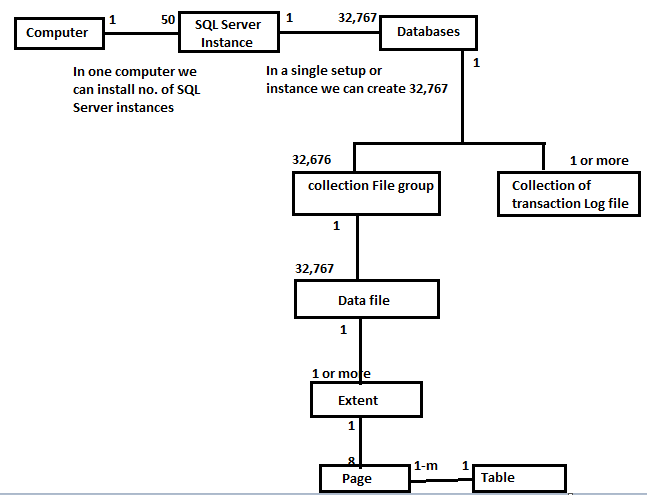 Computer
1
50
SQL Server
Instance
1
32,767
Databases
1
In one computer we
can install no. of SQL
Server instances
In a single setup or
instance we can create 32,767
32,676
1 or more
collection File group
Collection of
transaction Log file
1
32,767
Data file
1
1 or more
Extent
1
8
Page
1-m
1
Table